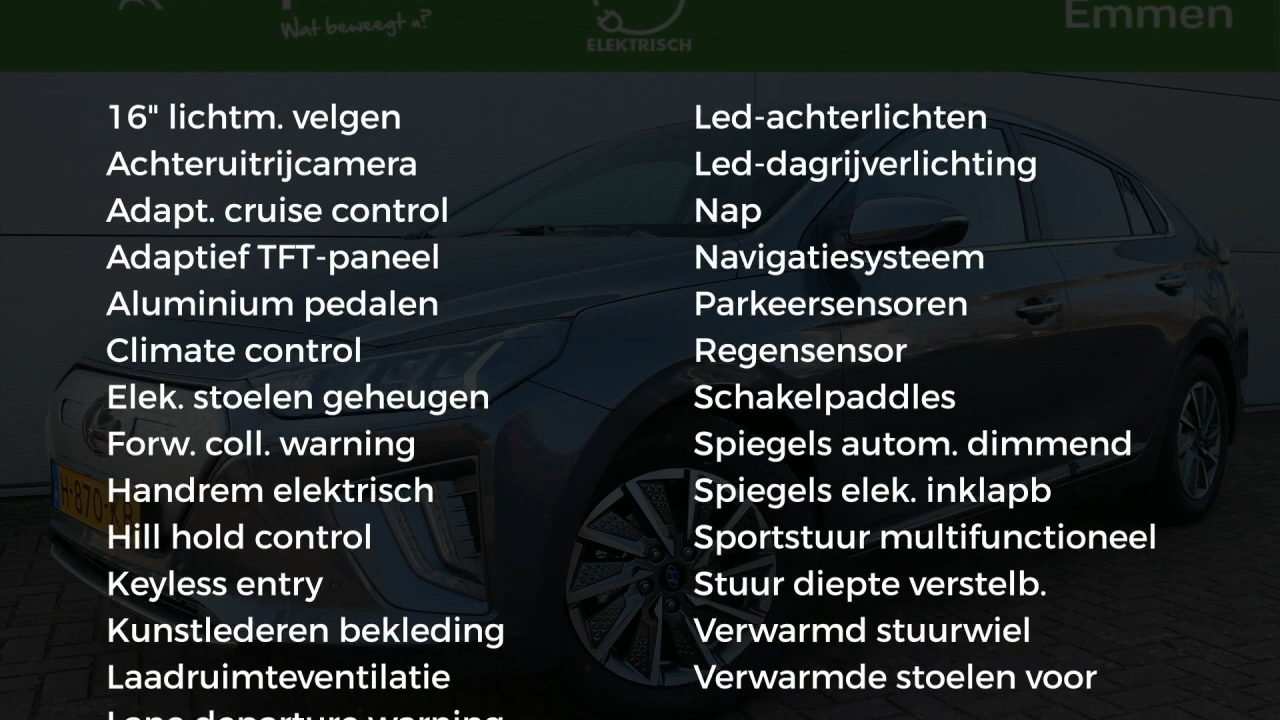 Wat beweegt u?
ELEKTRISCH
Emmen
16" lichtm. velgen
Achteruitrijcamera
Adapt. cruise control
Adaptief TFT-paneel
Aluminium pedalen
Climate control
Elek. stoelen geheugen
Forw. coll. warning
Handrem elektrisch
Hill hold control
Keyless entry
Kunstlederen bekleding
Laadruimteventilatie
Lane departure warning
Led-achterlichten
Led-dagrijverlichting
Nap
Navigatiesysteem
Parkeersensoren
Regensensor
Schakelpaddles
Spiegels autom. dimmend
Spiegels elek. inklapb
Sportstuur multifunctioneel
Stuur diepte verstelb.
Verwarmd stuurwiel
Verwarmde stoelen voor